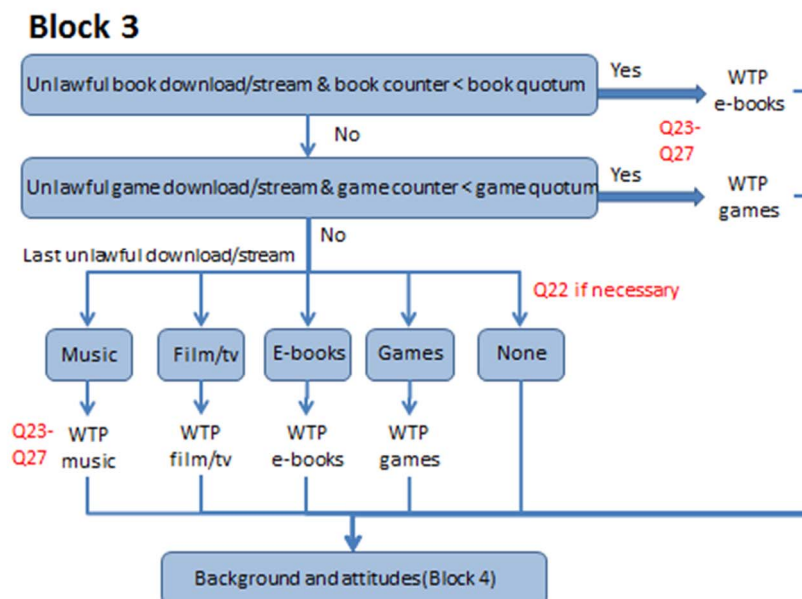 Block 3
Unlawful book download/stream & book counter < book quotum
Yes
WTP
e-books
No
Q23-
Q27
Unlawful game download/stream & game counter < game quotum
Yes
WTP
games
No
Last unlawful download/stream
Q22 if necessary
Music
Film/tv
E-books
Games
None
Q23-
Q27
WTP
music
WTP
film/tv
WTP
e-books
WTP
games
Background and attitudes(Block 4)